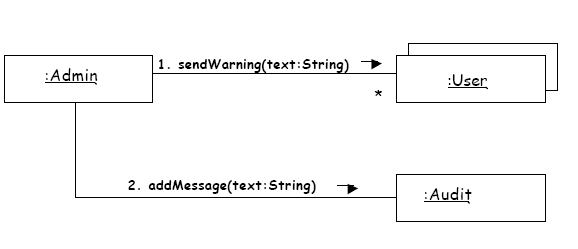 :Admin
1. sendWarning(text:String)
:User
*
2. addMessage(text:String)
:Audit